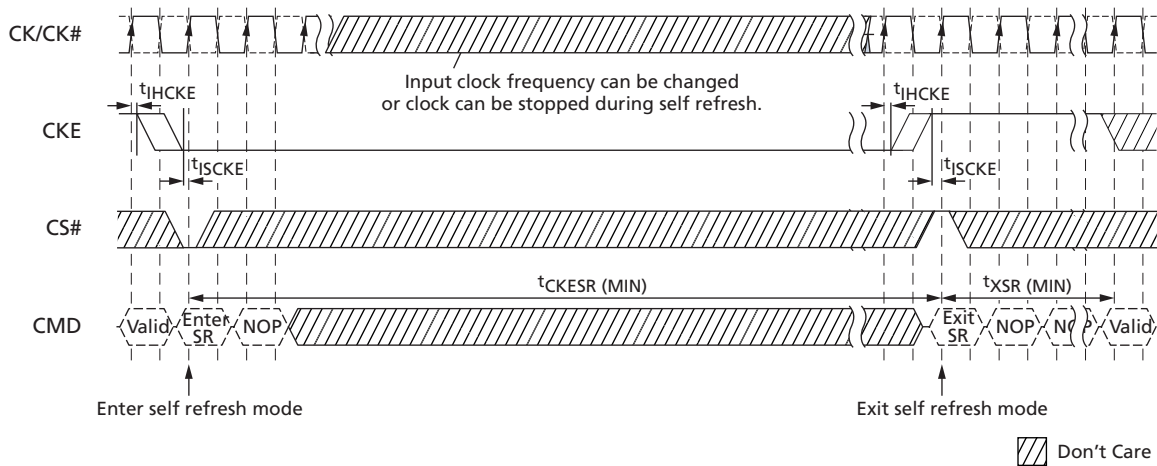 CK/CK#
Input clock frequency can be changed
or clock can be stopped during self refresh.
tIHCKE
tIHCKE
CKE
tISCKE
tISCKE
CS#
tCKESR (MIN)
tXSR (MIN)
CMD
Valid
Enter
SR
NOP
Exit
SR
NOP
NOP
Valid
Enter self refresh mode
Exit self refresh mode
Don't Care